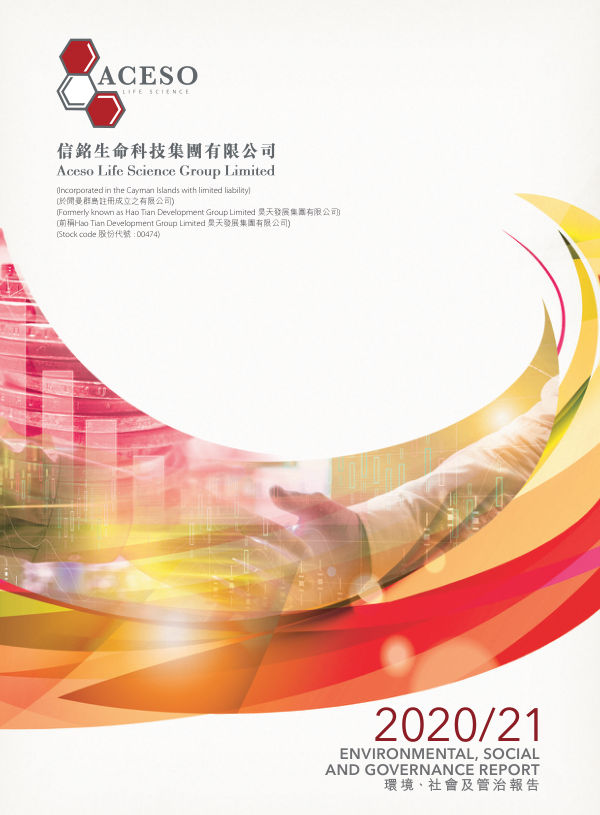 ACESO
LIFE SCIENCE
信銘生命科技集團有限公司
Aceso Life Science Group Limited
(Incorporated in the Cayman Islands with limited liability)
(於開曼群島註冊成立之有限公司)
(Formerly known as Hao Tian Development Group Limited 昊天發展集團有限公司)
(前稱Hao Tian Development Group Limited 昊天發展集團有限公司)
(Stock code 股份代號 : 00474)
2020/21
ENVIRONMENTAL, SOCIAL
AND GOVERNANCE REPORT
環境、社會及管治報告